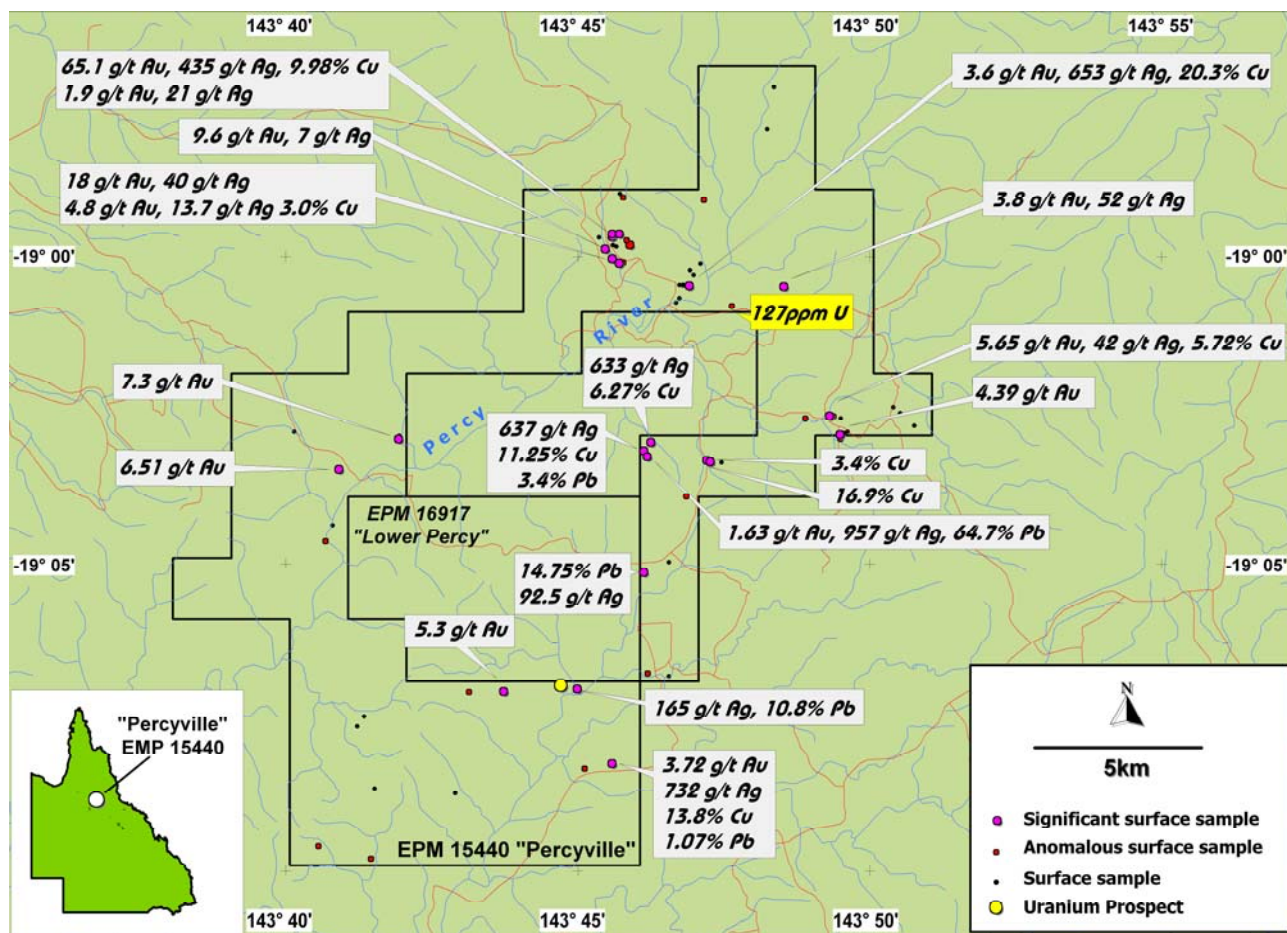 143° 40'
143° 45'
143° 50'
143° 55'
65.1 g/t Au, 435 g/t Ag, 9.98% Cu
1.9 g/t Au, 21 g/t Ag
3.6 g/t Au, 653 g/t Ag, 20.3% Cu
9.6 g/t Au, 7 g/t Ag
18 g/t Au, 40 g/t Ag
4.8 g/t Au, 13.7 g/t Ag 3.0% Cu
3.8 g/t Au, 52 g/t Ag
-19° 00'
-19° 00'
127ppm U
Percy River
5.65 g/t Au, 42 g/t Ag, 5.72% Cu
633 g/t Ag
6.27% Cu
7.3 g/t Au
4.39 g/t Au
637 g/t Ag
11.25% Cu
3.4% Pb
6.51 g/t Au
3.4% Cu
16.9% Cu
EPM 16917
"Lower Percy"
1.63 g/t Au, 957 g/t Ag, 64.7% Pb
-19° 05'
-19° 05'
14.75% Pb
92.5 g/t Ag
5.3 g/t Au
165 g/t Ag, 10.8% Pb
3.72 g/t Au
732 g/t Ag
13.8% Cu
1.07% Pb
EPM 15440 "Percyville"
"Percyville"
EMP 15440
N
5km
Significant surface sample
Anomalous surface sample
Surface sample
Uranium Prospect
143° 40'
143° 45'
143° 50'